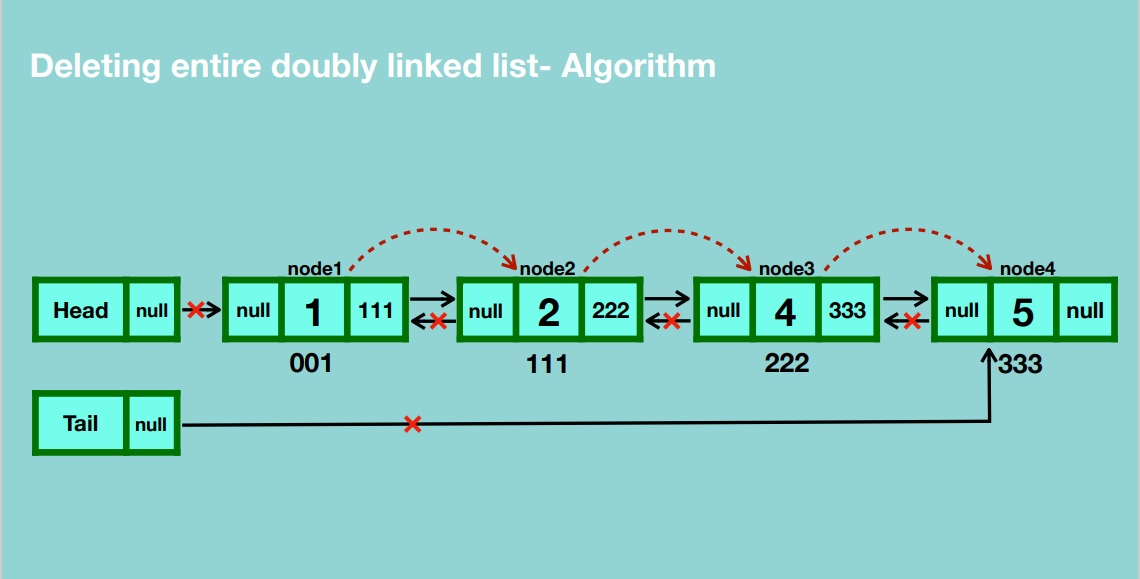 Deleting entire doubly linked list- Algorithm
node1 node2 node3 node4
Head null null 1 111 null 2 222 null 4 333 null 5 null
001 111 222 333
Tail null